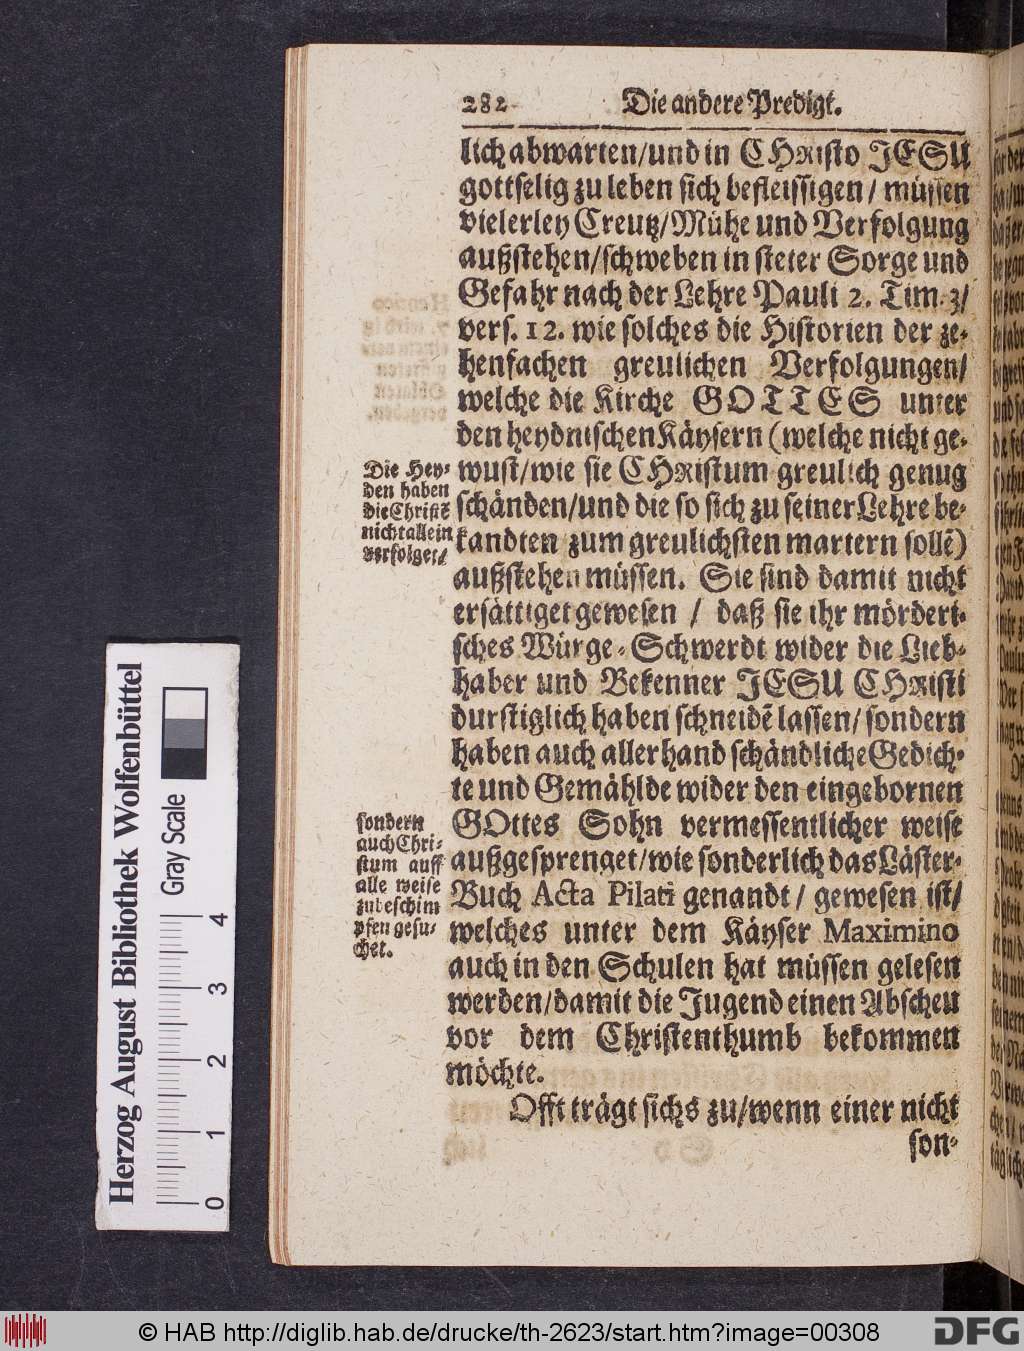 282 Die andere Predigt.
lich abwarten/und in CHRisto JESU
gottselig zu leben sich befleissigen / müssen
vielerley Creutz/Mühe und Verfolgung
außstehen/schweben in steter Sorge und
Gefahr nach der Lehre Pauli 2. Tim. 3/
vers. 12. wie solches die Historien der ze-
henfachen greulichen Verfolgungen/
welche die Kirche GOTTES unter
den heydnischen Käysern (welche nicht ge-
wust/wie sie CHRistum greulich genug
schänden/und die so sich zu seiner Lehre be-
kandten zum greulichsten martern sollē)
außstehen müssen. Sie sind damit nicht
ersättiget gewesen / daß sie ihr mörderi-
sches Würge-Schwerdt wider die Lieb-
haber und Bekenner JESU CHRisti
durstiglich haben schneidē lassen/sondern
haben auch allerhand schändliche Gedich-
te und Gemählde wider den eingebornen
GOttes Sohn vermessentlicher weise
außgesprenget/wie sonderlich das Läster-
Buch Acta Pilati genandt/ gewesen ist/
welches unter dem Käyser Maximino
auch in den Schulen hat müssen gelesen
werden/damit die Jugend einen Abscheu
vor dem Christenthumb bekommen
möchte.
Offt trägt sichs zu/wenn einer nicht
son-
Die Hey-
den haben
die Christē
nicht allein
verfolget/
sondern
auch Chri-
stum auff
alle weise
zubeschim
pfen gesu-
chet.
Herzog August Bibliothek Wolfenbüttel
Gray Scale
0 1 2 3 4
© HAB http://diglib.hab.de/drucke/th-2623/start.htm?image=00308
DFG